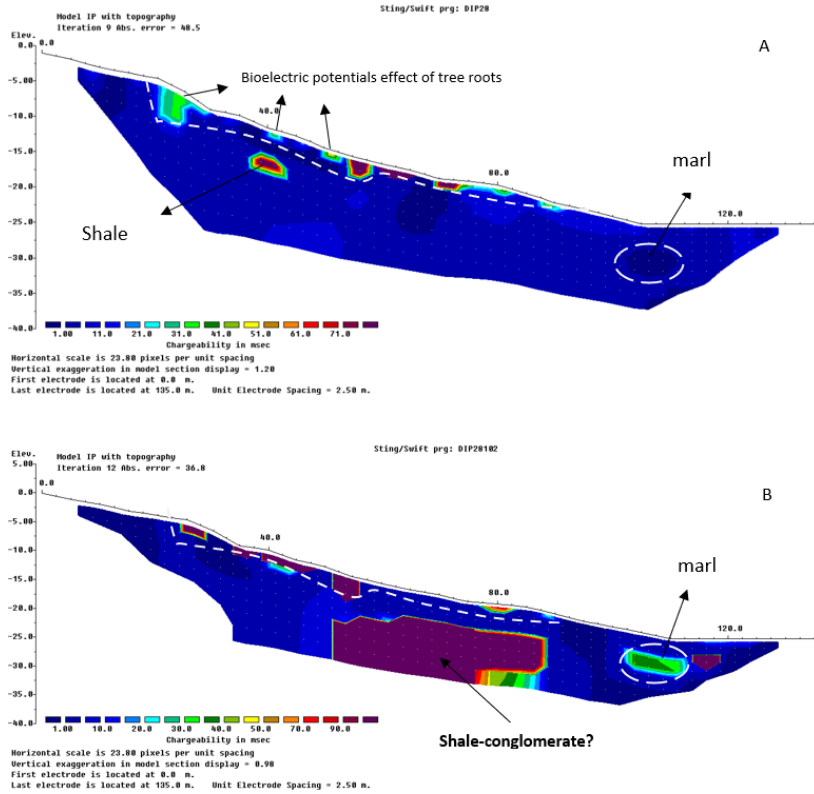 Sting/Swift prg: DIP28
Model IP with topography
Iteration 9 Abs. error = 48.5
A
Elev.
0.0
0.0
-5.00
Bioelectric potentials effect of tree roots
-10.0
40.0
-15.0
marl
80.0
-20.0
120.0
-25.0
Shale
-30.0
-35.0
-40.0
1.00 11.0 21.0 31.0 41.0 51.0 61.0 71.0
Chargeability in msec
Horizontal scale is 23.80 pixels per unit spacing
Vertical exaggeration in model section display = 1.20
First electrode is located at 0.0 m.
Last electrode is located at 135.0 m. Unit Electrode Spacing = 2.50 m.
Sting/Swift prg: DIP28102
Elev.
Model IP with topography
5.00
Iteration 12 Abs. error = 36.8
0.0
0.0
B
-5.00
40.0
-10.0
marl
-15.0
80.0
-20.0
120.0
-25.0
-30.0
-35.0
-40.0
Shale-conglomerate?
1.00 10.0 20.0 30.0 40.0 50.0 60.0 70.0 80.0 90.0
Chargeability in msec
Horizontal scale is 23.80 pixels per unit spacing
Vertical exaggeration in model section display = 0.98
First electrode is located at 0.0 m.
Last electrode is located at 135.0 m. Unit Electrode Spacing = 2.50 m.